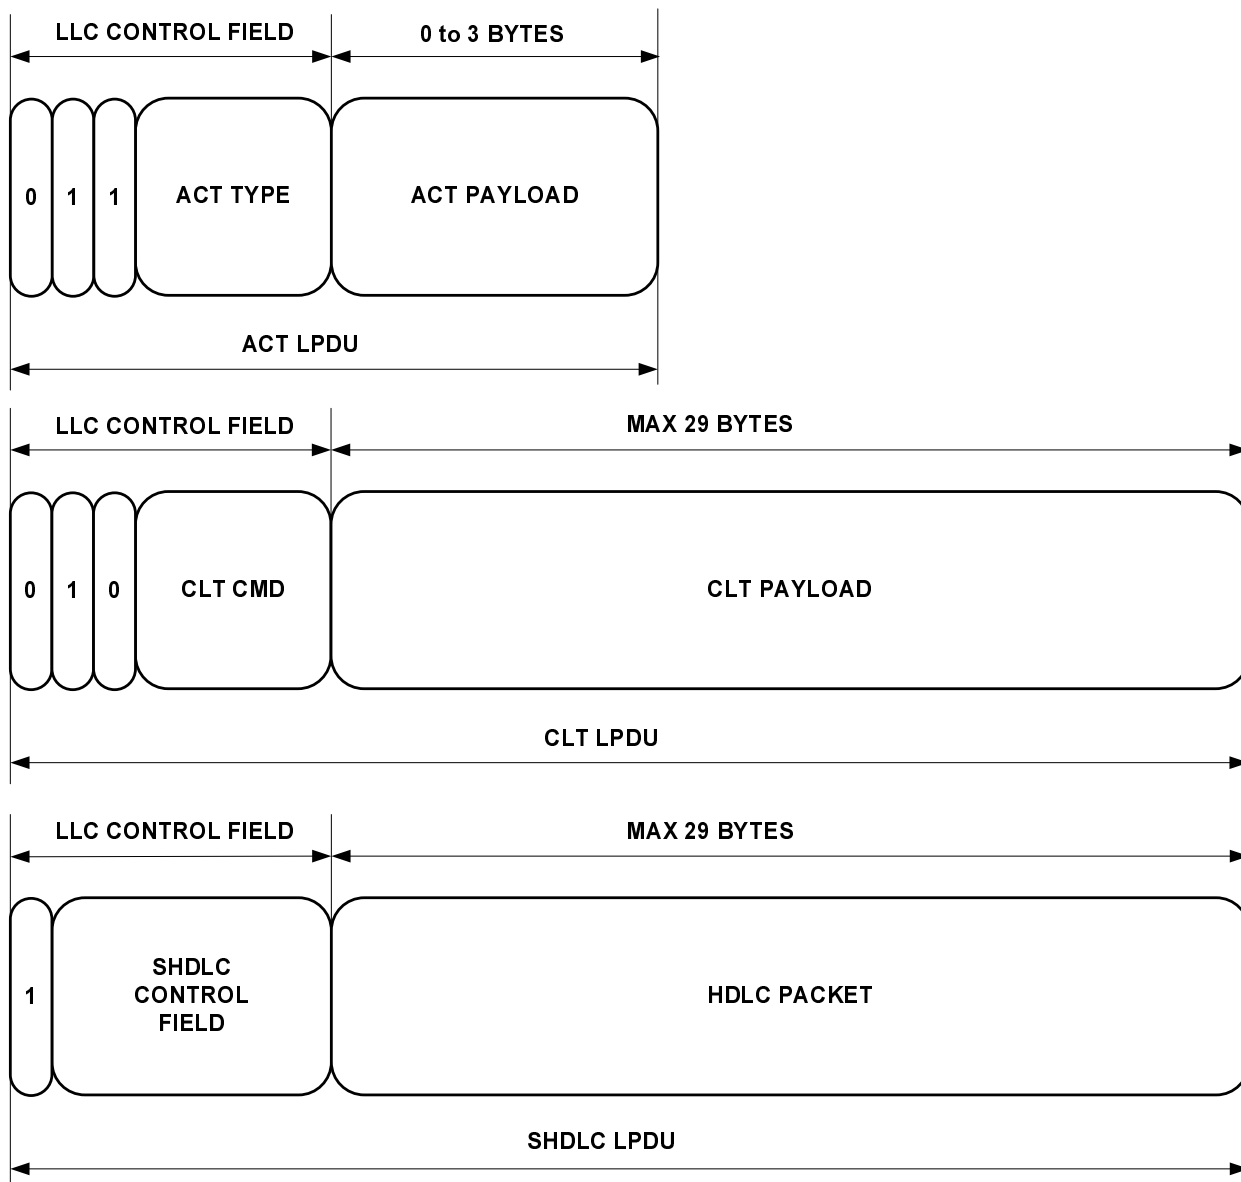 LLC CONTROL FIELD
0 to 3 BYTES
0
1
1
ACT TYPE
ACT PAYLOAD
ACT LPDU
LLC CONTROL FIELD
MAX 29 BYTES
0
1
0
CLT CMD
CLT PAYLOAD
CLT LPDU
LLC CONTROL FIELD
MAX 29 BYTES
1
SHDLC
CONTROL
FIELD
HDLC PACKET
SHDLC LPDU